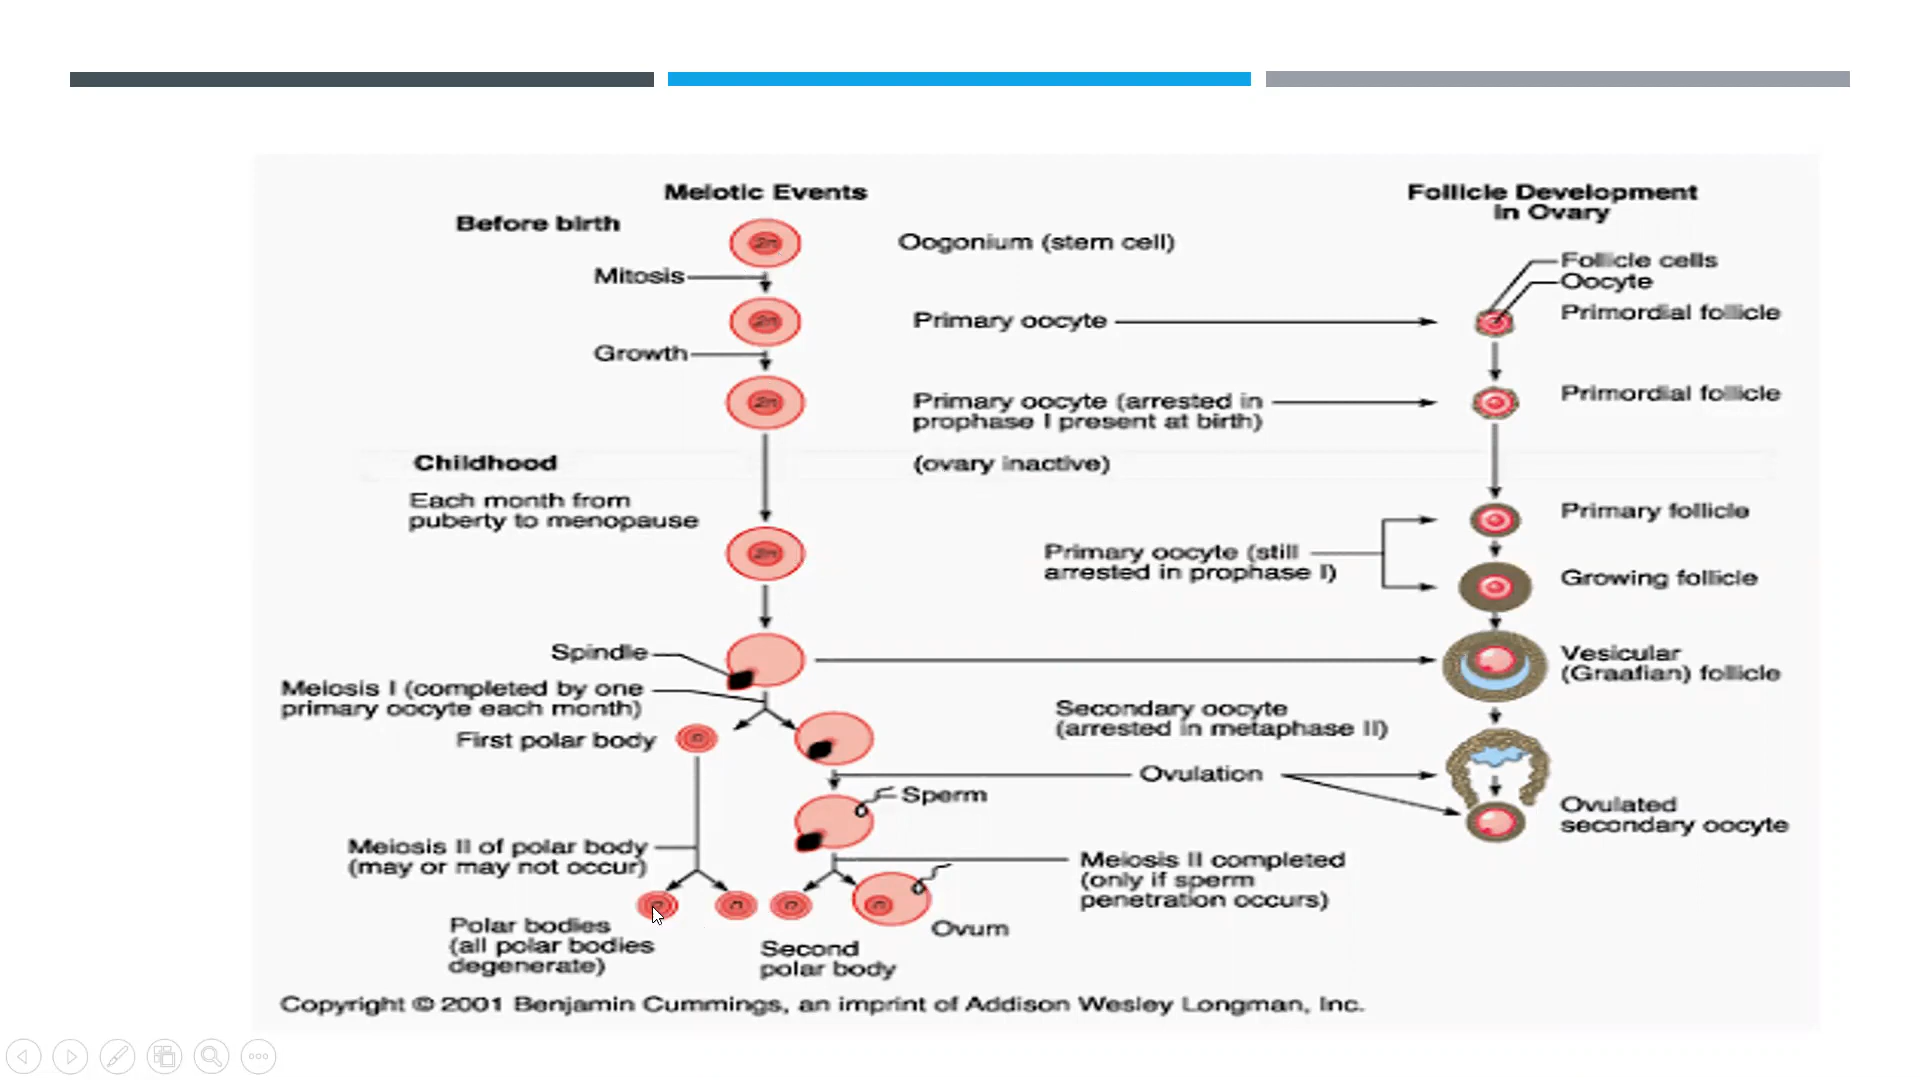 Meiotic Events
Follicle Development
in Ovary
Before birth
2n
Oogonium (stem cell)
Mitosis
Follicle cells
Oocyte
2n
Primary oocyte
Primordial follicle
Growth
2n
Primary oocyte (arrested in
prophase I present at birth)
Primordial follicle
Childhood
(ovary inactive)
Each month from
puberty to menopause
2n
Primary oocyte (still
arrested in prophase I)
Primary follicle
Growing follicle
Spindle
Vesicular
(Graafian) follicle
Meiosis I (completed by one
primary oocyte each month)
Secondary oocyte
(arrested in metaphase II)
First polar body
n
Ovulation
Sperm
Ovulated
secondary oocyte
Meiosis II of polar body
(may or may not occur)
Meiosis II completed
(only if sperm
penetration occurs)
n
n
n
Polar bodies
(all polar bodies
degenerate)
Second
polar body
Ovum
Copyright © 2001 Benjamin Cummings, an imprint of Addison Wesley Longman, Inc.